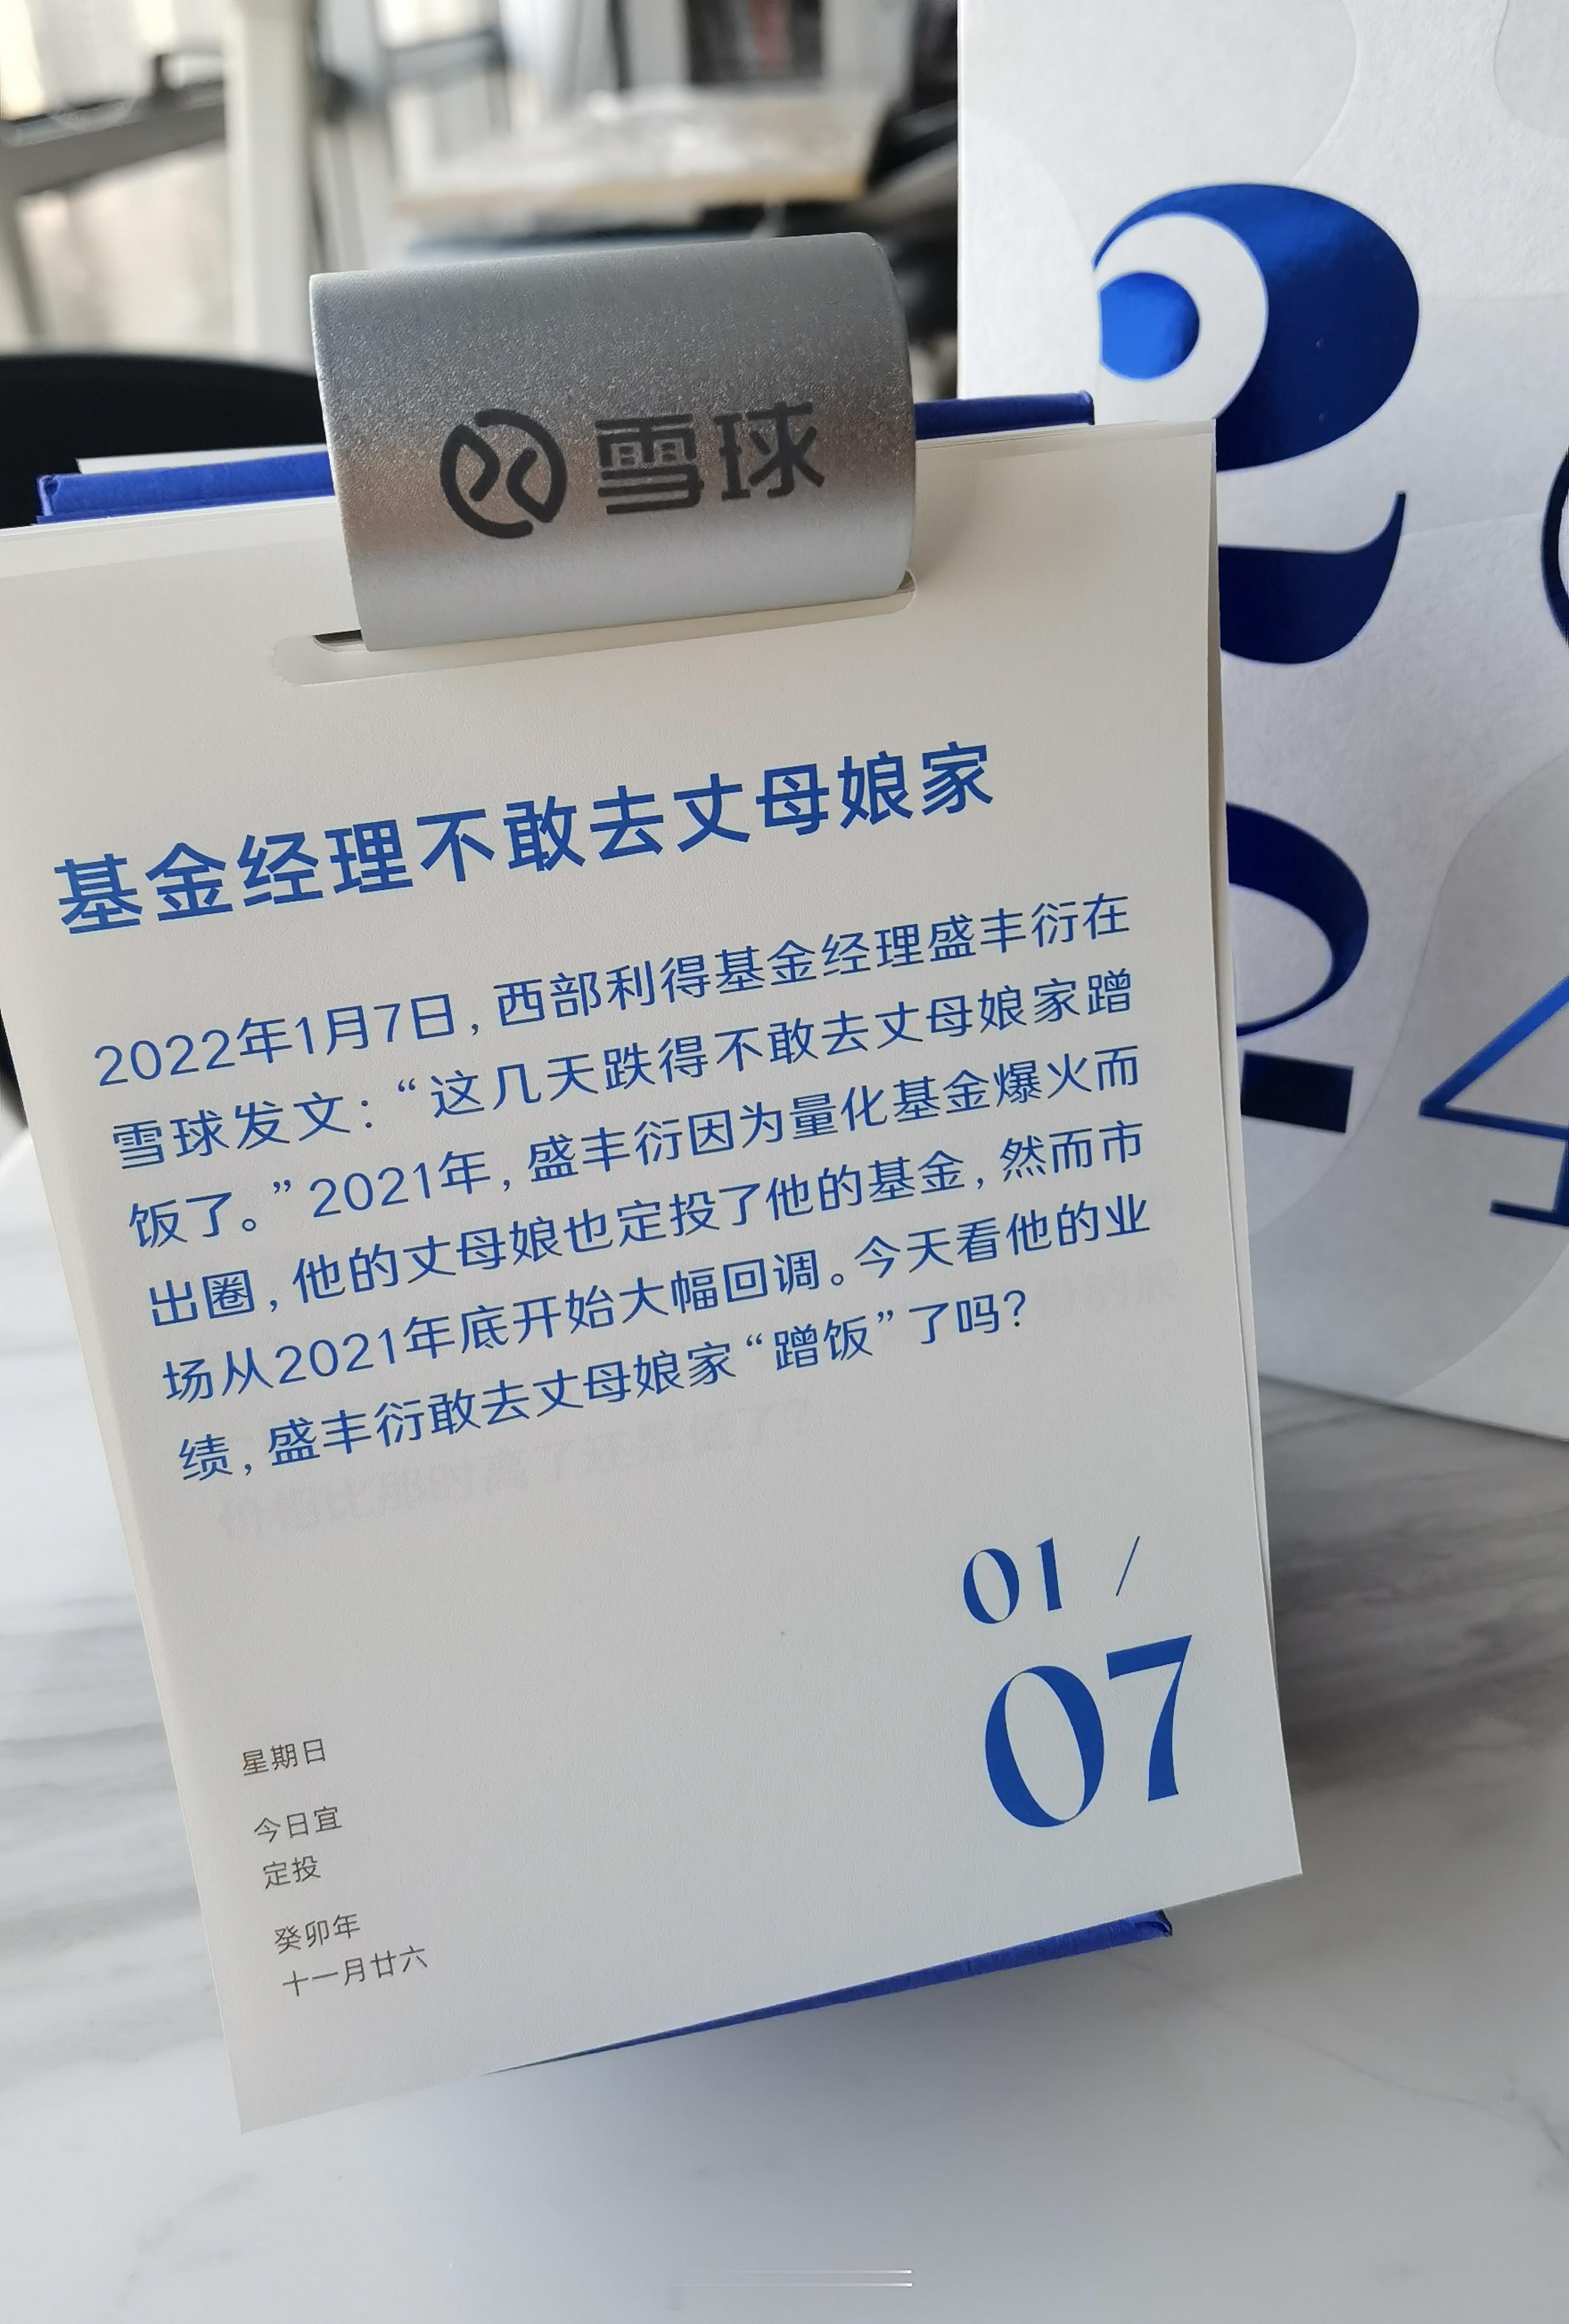 雪球
2
2
4
基金经理不敢去丈母娘家
2022年1月7日，西部利得基金经理盛丰衍在
雪球发文：“这几天跌得不敢去丈母娘家蹭
饭了。”2021年，盛丰衍因为量化基金爆火而
出圈，他的丈母娘也定投了他的基金，然而市
场从2021年底开始大幅回调。今天看他的业
绩，盛丰衍敢去丈母娘家“蹭饭”了吗？
01 /
07
星期日
今日宜
定投
癸卯年
十一月廿六